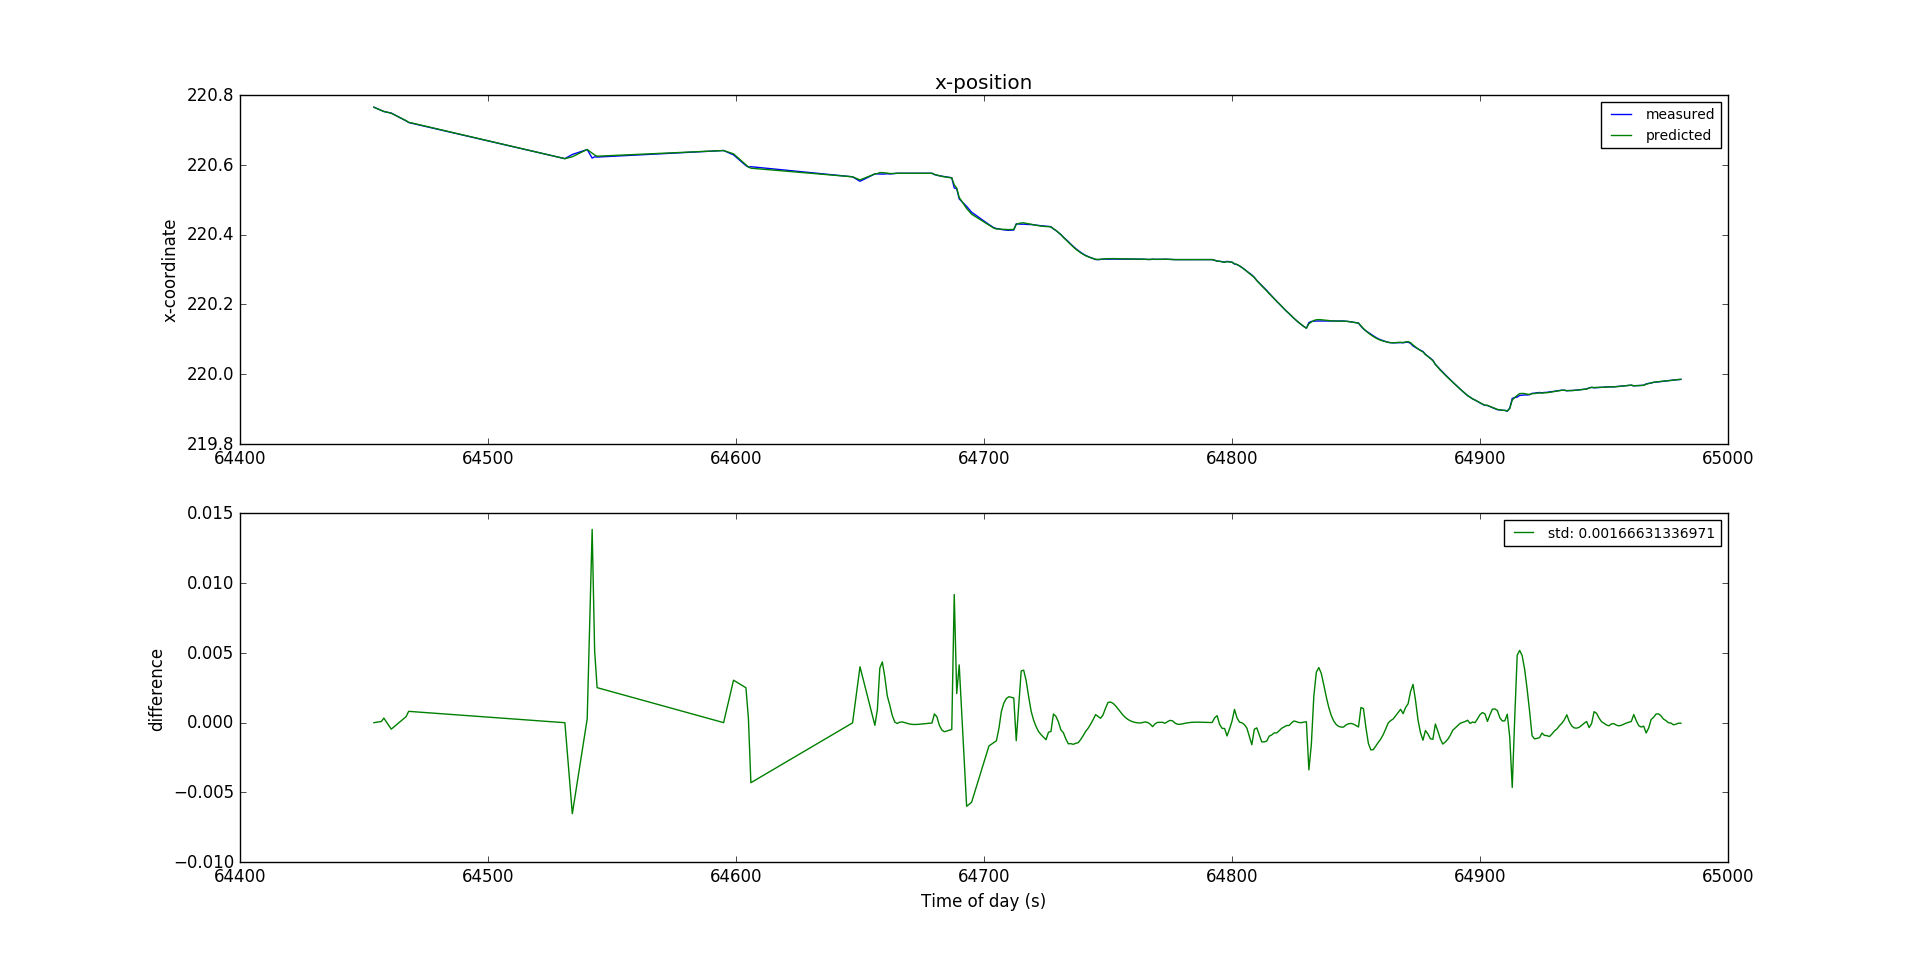 x-position
220.8
220.6
220.4
220.2
220.0
219.8
x-coordinate
measured
predicted
64400 64500 64600 64700 64800 64900 65000
0.015
0.010
0.005
0.000
−0.005
−0.010
difference
std: 0.00166631336971
64400 64500 64600 64700 64800 64900 65000
Time of day (s)